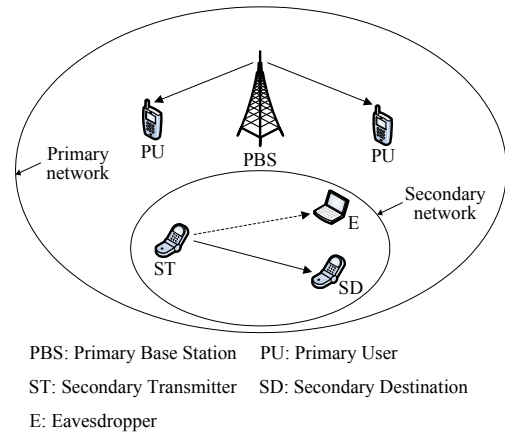 PU
PBS
PU
Primary
network
Secondary
network
E
ST
SD
PBS: Primary Base Station PU: Primary User
ST: Secondary Transmitter SD: Secondary Destination
E: Eavesdropper